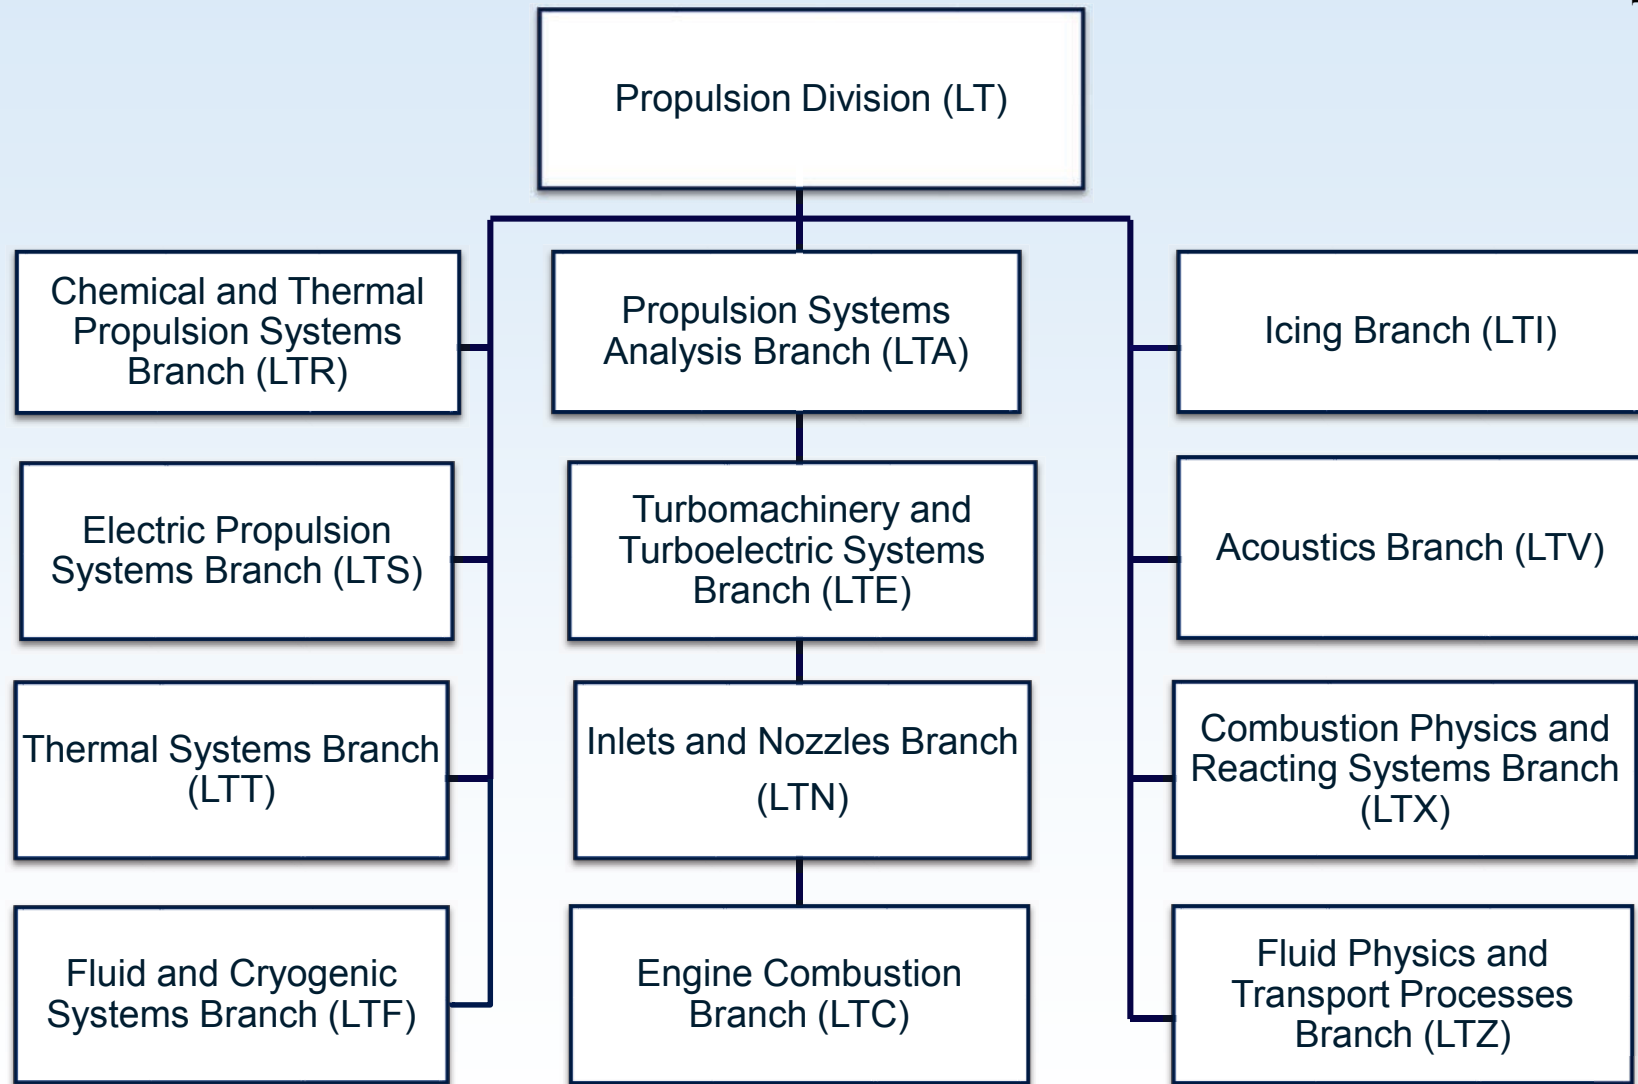 Propulsion Division (LT)
Chemical and Thermal
Propulsion Systems
Branch (LTR)
Propulsion Systems
Analysis Branch (LTA)
Icing Branch (LTI)
Electric Propulsion
Systems Branch (LTS)
Turbomachinery and
Turboelectric Systems
Branch (LTE)
Acoustics Branch (LTV)
Thermal Systems Branch
(LTT)
Inlets and Nozzles Branch
(LTN)
Combustion Physics and
Reacting Systems Branch
(LTX)
Fluid and Cryogenic
Systems Branch (LTF)
Engine Combustion
Branch (LTC)
Fluid Physics and
Transport Processes
Branch (LTZ)